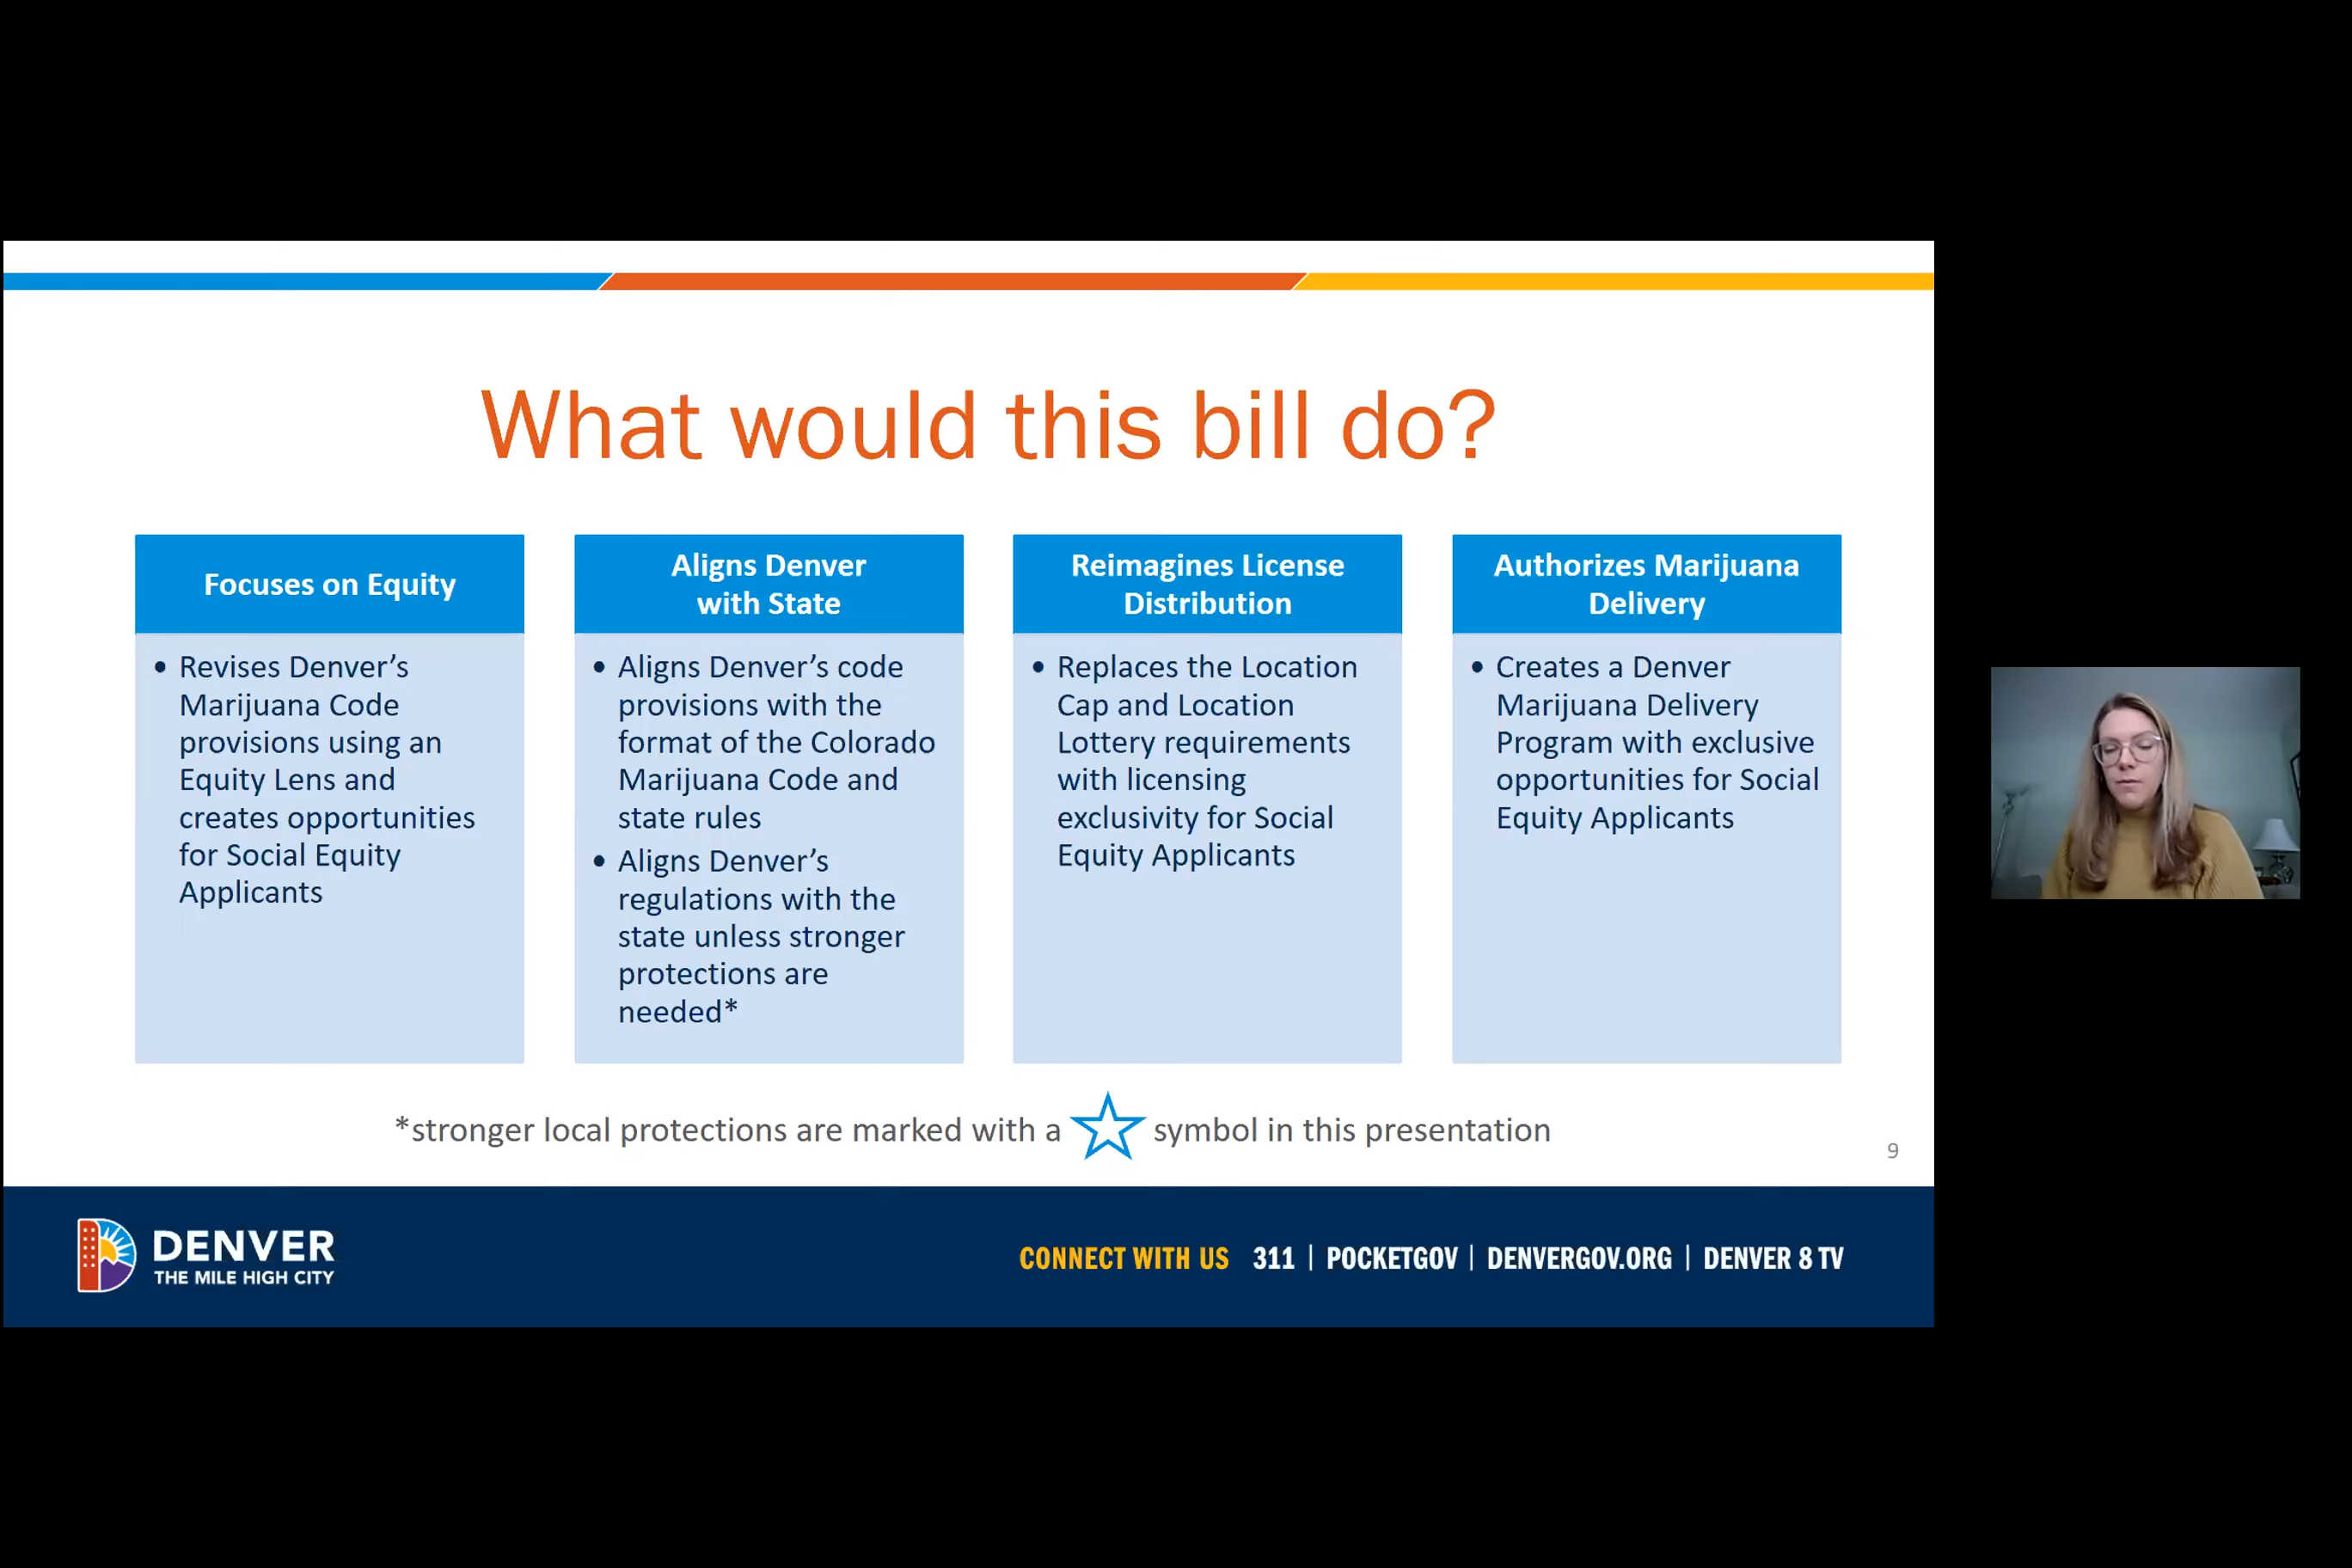 What would this bill do?
Focuses on Equity
• Revises Denver’s
Marijuana Code
provisions using an
Equity Lens and
creates opportunities
for Social Equity
Applicants
Aligns Denver
with State
• Aligns Denver’s code
provisions with the
format of the Colorado
Marijuana Code and
state rules
• Aligns Denver’s
regulations with the
state unless stronger
protections are
needed*
Reimagines License
Distribution
• Replaces the Location
Cap and Location
Lottery requirements
with licensing
exclusivity for Social
Equity Applicants
Authorizes Marijuana
Delivery
• Creates a Denver
Marijuana Delivery
Program with exclusive
opportunities for Social
Equity Applicants
*stronger local protections are marked with a symbol in this presentation
9
DENVER
THE MILE HIGH CITY
CONNECT WITH US 311 | POCKETGOV | DENVERGOV.ORG | DENVER 8 TV